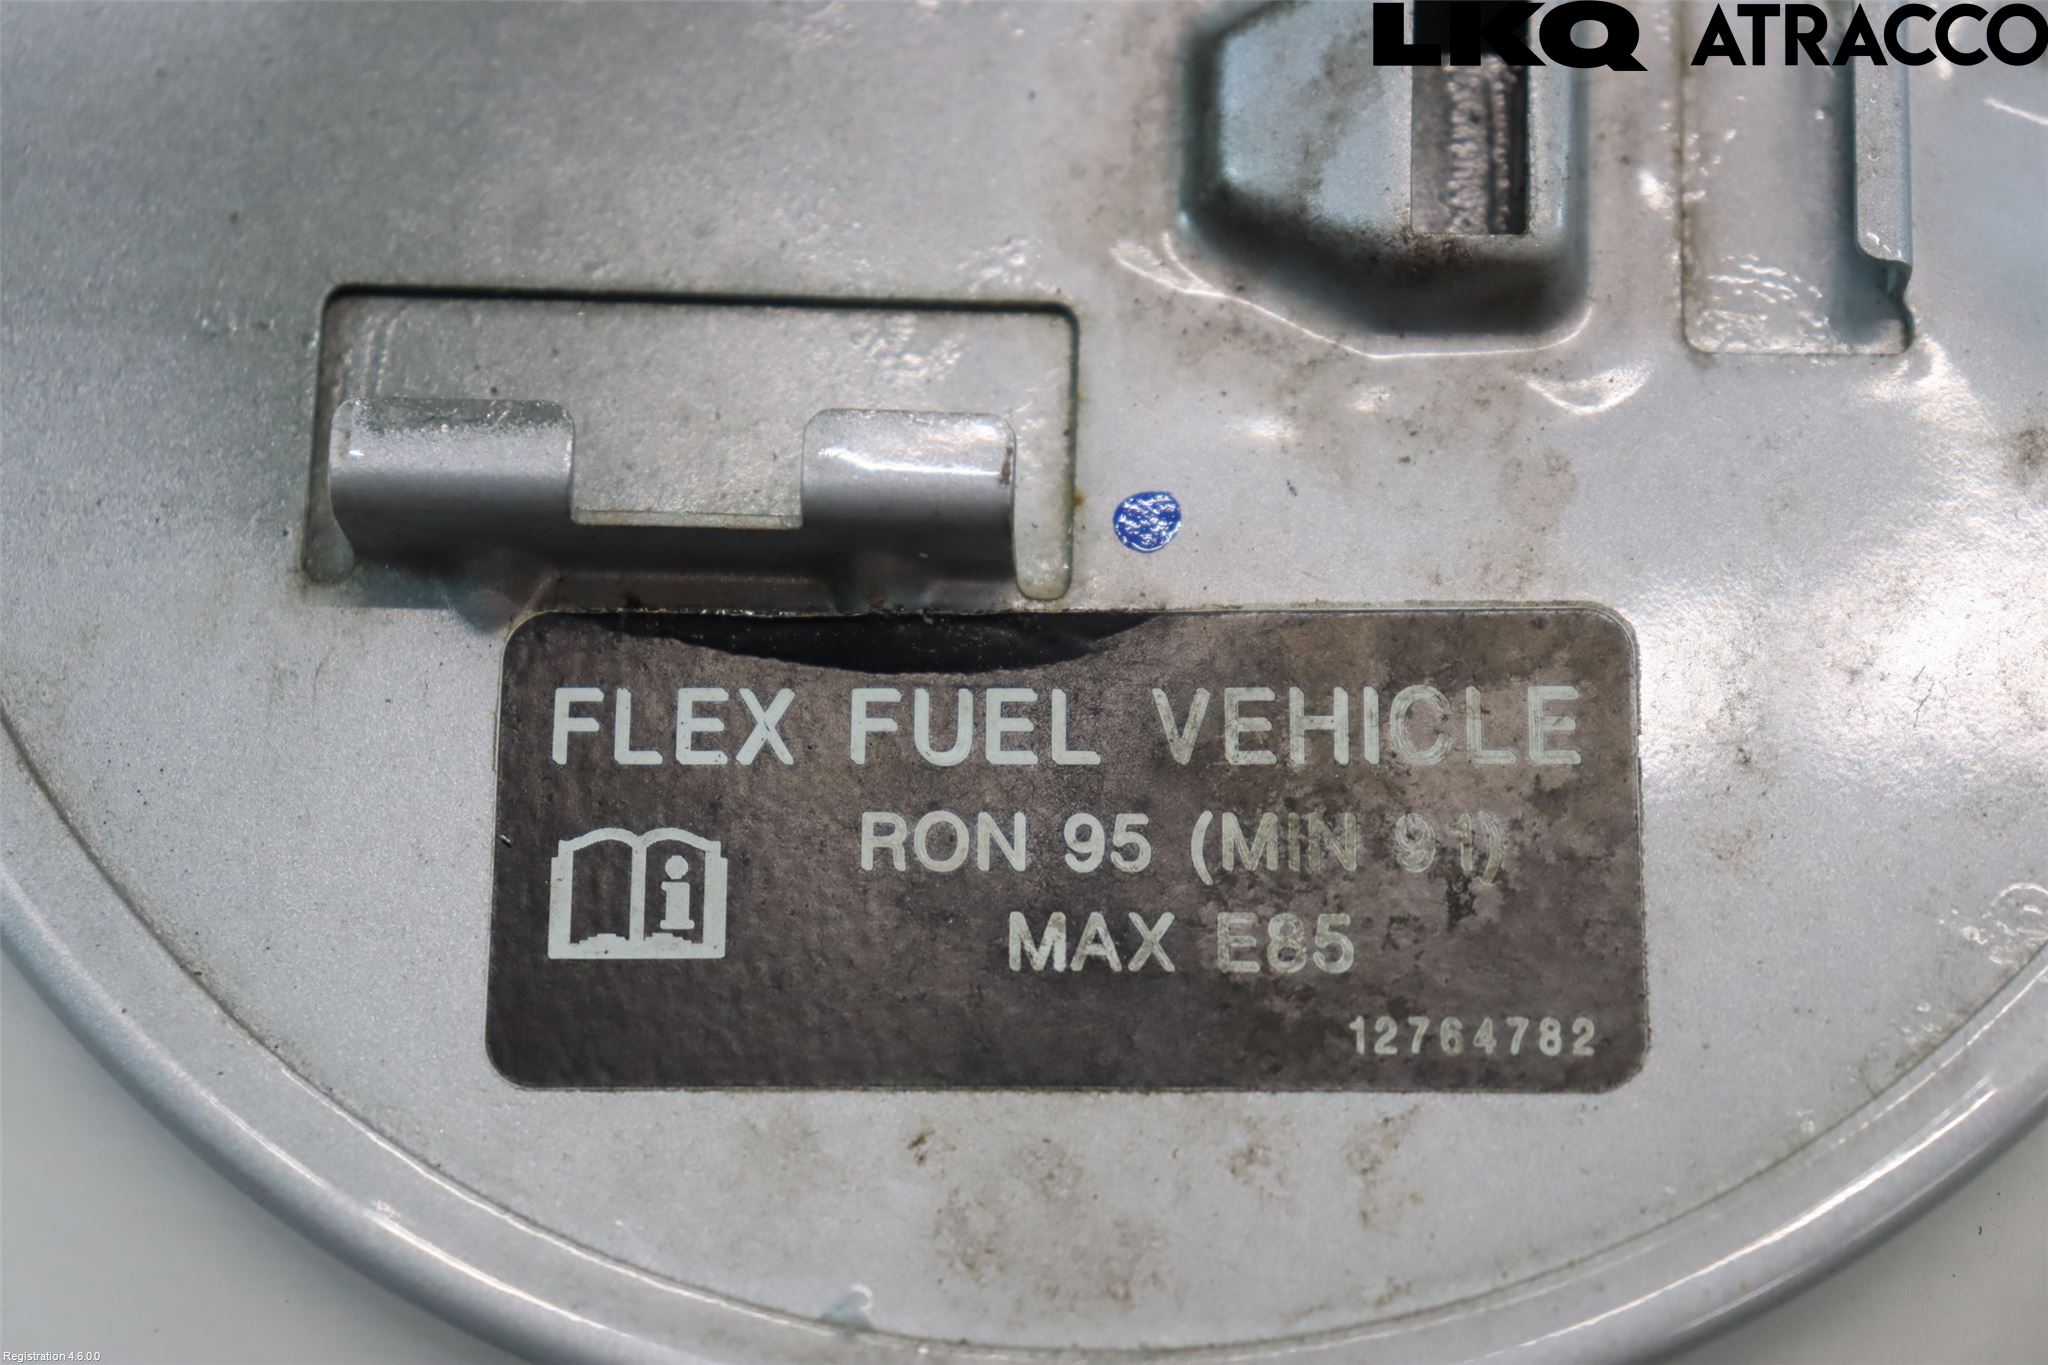 LKQ ATRACCO
FLEX FUEL VEHICLE
RON 95 (MIN 91)
MAX E85
12764782
Registration 4.6.0.0